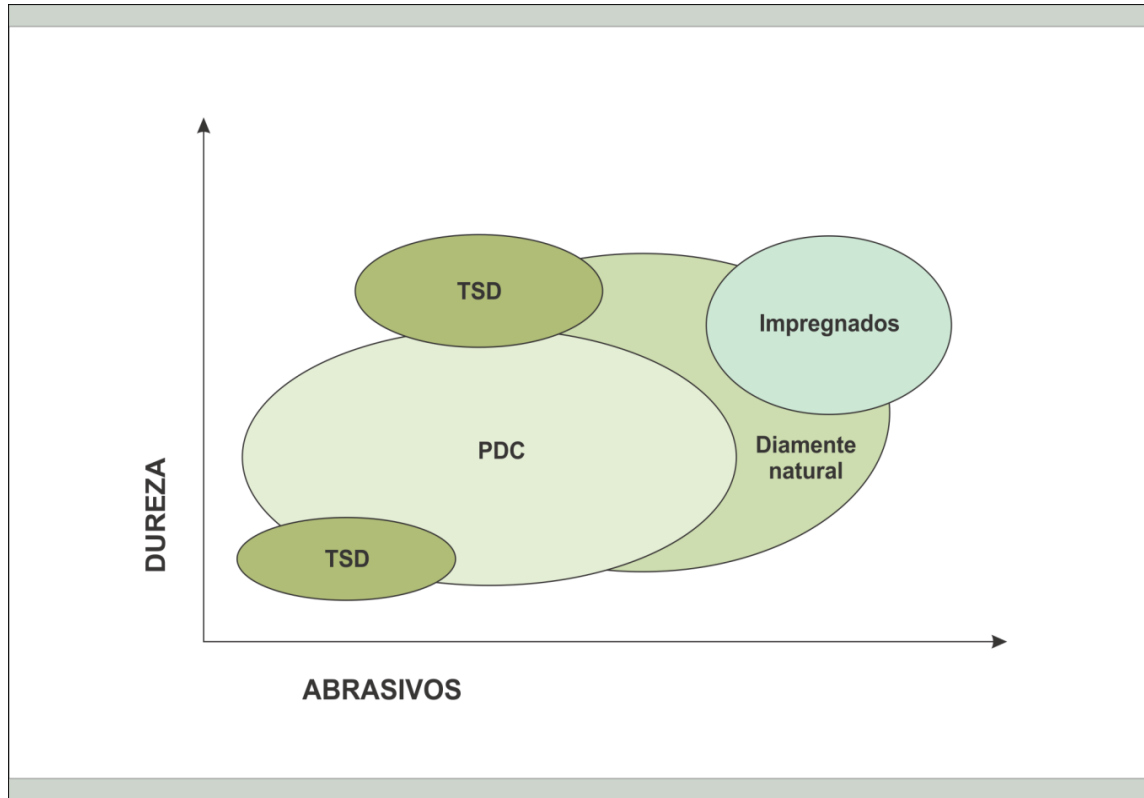 TSD
Impregnados
PDC
Diamente
natural
TSD
DUREZA
ABRASIVOS